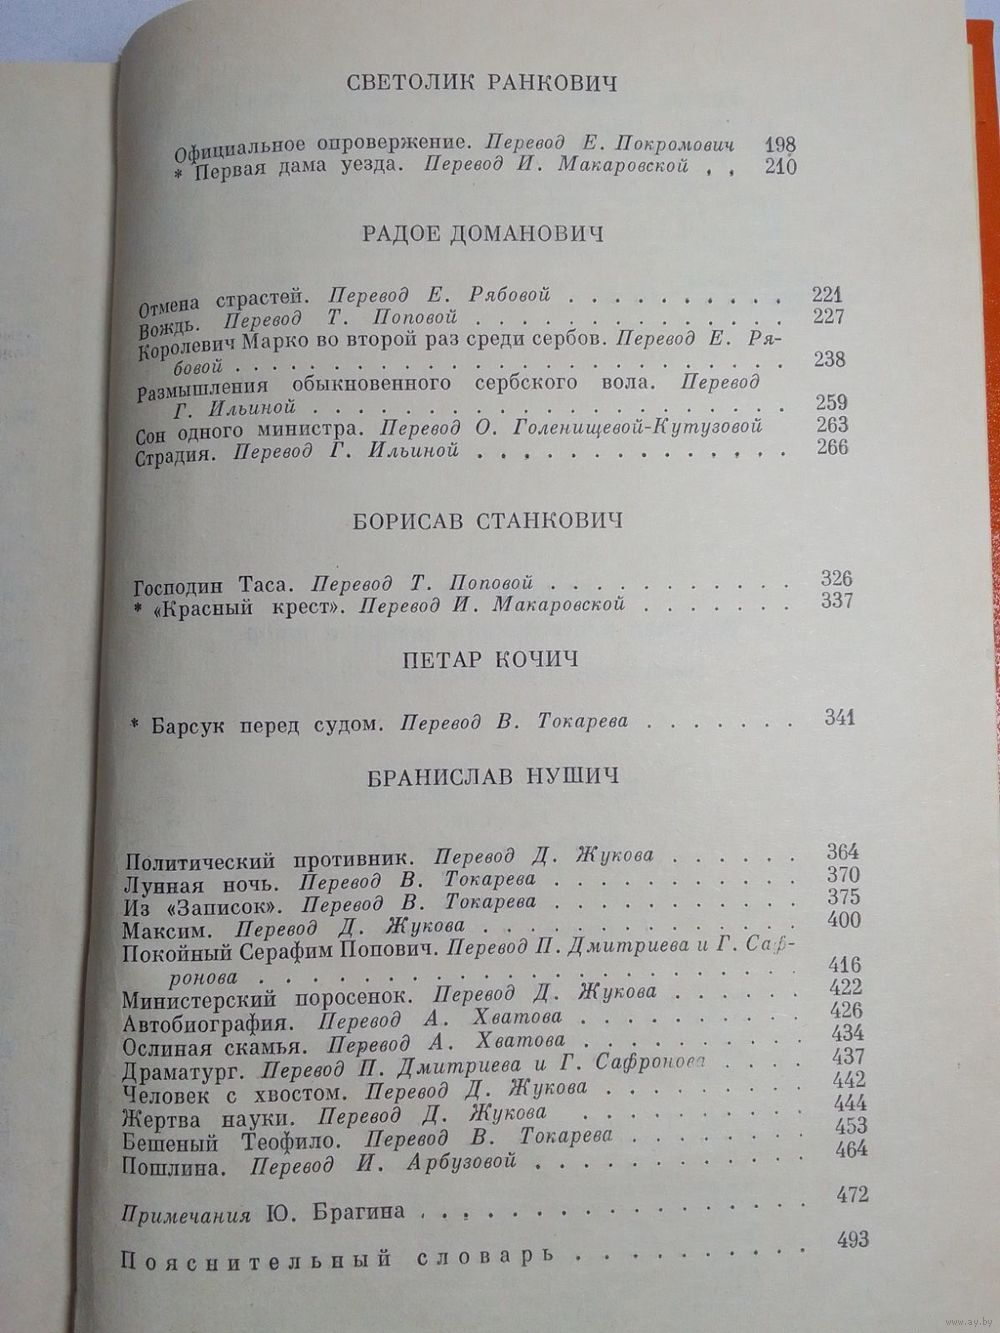 СВЕТОЛИК РАНКОВИЧ
Официальное опровержение. Перевод Е. Покромович 198
* Первая дама уезда. Перевод И. Макаровской . . 210
РАДОЕ ДОМАНОВИЧ
Отмена страстей. Перевод Е. Рябовой . . . . . . . . . . 221
Вождь. Перевод Т. Поповой . . . . . . . . . . . . . . 227
Королевич Марко во второй раз среди сербов. Перевод Е. Ря-
бовой . . . . . . . . . . . . . . . . . . . . . . . 238
Размышления обыкновенного сербского вола. Перевод
Г. Ильиной . . . . . . . . . . . . . . . . . . . . 259
Сон одного министра. Перевод О. Голенищевой-Кутузовой 263
Страдия. Перевод Г. Ильиной . . . . . . . . . . . . . 266
БОРИСАВ СТАНКОВИЧ
Господин Таса. Перевод Т. Поповой . . . . . . . . . . . 326
* «Красный крест». Перевод И. Макаровской . . . . . . . 337
ПЕТАР КОЧИЧ
* Барсук перед судом. Перевод В. Токарева . . . . . . . 341
БРАНИСЛАВ НУШИЧ
Политический противник. Перевод Д. Жукова . . . . . . 364
Лунная ночь. Перевод В. Токарева . . . . . . . . . . . 370
Из «Записок». Перевод В. Токарева . . . . . . . . . . . 375
Максим. Перевод Д. Жукова . . . . . . . . . . . . . . 400
Покойный Серафим Попович. Перевод П. Дмитриева и Г. Саф-
ронова . . . . . . . . . . . . . . . . . . . . . . 416
Министерский поросенок. Перевод Д. Жукова . . . . . . 422
Автобиография. Перевод А. Хватова . . . . . . . . . . 426
Ослиная скамья. Перевод А. Хватова . . . . . . . . . . 434
Драматург. Перевод П. Дмитриева и Г. Сафронова . . . . 437
Человек с хвостом. Перевод Д. Жукова . . . . . . . . . 442
Жертва науки. Перевод Д. Жукова . . . . . . . . . . 444
Бешеный Теофило. Перевод В. Токарева . . . . . . . . 453
Пошлина. Перевод И. Арбузовой . . . . . . . . . . . . 464
Примечания Ю. Брагина . . . . . . . . . . . . . . . . . 472
Пояснительный словарь . . . . . . . . . . 493
www.ay.by